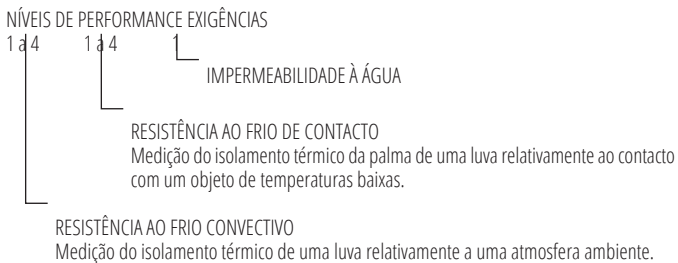 NÍVEIS DE PERFORMANCE EXIGÊNCIAS
1 a 4 1 a 4 1
IMPERMEABILIDADE À ÁGUA
RESISTÊNCIA AO FRIO DE CONTACTO
Medição do isolamento térmico da palma de uma luva relativamente ao contacto
com um objeto de temperaturas baixas.
RESISTÊNCIA AO FRIO CONVECTIVO
Medição do isolamento térmico de uma luva relativamente a uma atmosfera ambiente.